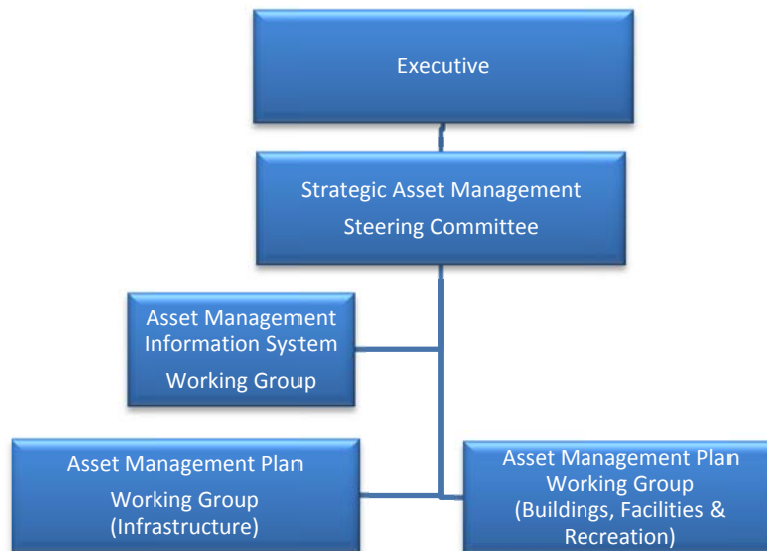 Executive
Strategic Asset Management
Steering Committee
Asset Management
Information System
Working Group
Asset Management Plan
Working Group
(Infrastructure)
Asset Management Plan
Working Group
(Buildings, Facilities &
Recreation)